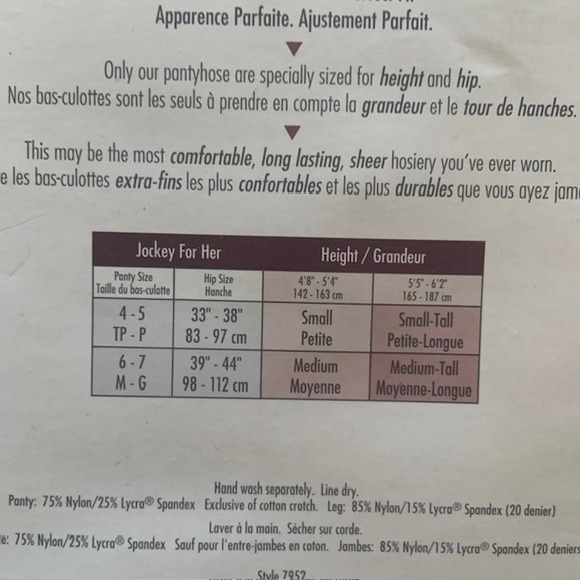 Apparence Parfaite. Ajustement Parfait.
Only our pantyhose are specially sized for height and hip.
Nos bas-culottes sont les seuls à prendre en compte la grandeur et le tour de hanches.
This may be the most comfortable, long lasting, sheer hosiery you've ever worn.
les bas-culottes extra-fins les plus confortables et les plus durables que vous ayez jam
Jockey For Her Height / Grandeur
Panty Size Hip Size 4'8" - 5'4" 5'5" - 6'2"
Taille du bas-culotte Hanche 142 - 163 cm 165 - 187 cm
4 - 5 33" - 38" Small Small-Tall
TP - P 83 - 97 cm Petite Petite-Longue
6 - 7 39" - 44" Medium Medium-Tall
M - G 98 - 112 cm Moyenne Moyenne-Longue
Hand wash separately. Line dry.
Panty: 75% Nylon/25% Lycra® Spandex Exclusive of cotton crotch. Leg: 85% Nylon/15% Lycra® Spandex (20 denier)
Laver à la main. Sécher sur corde.
e: 75% Nylon/25% Lycra® Spandex Sauf pour l'entre-jambes en coton. Jambes: 85% Nylon/15% Lycra® Spandex (20 deniers
Style 7952